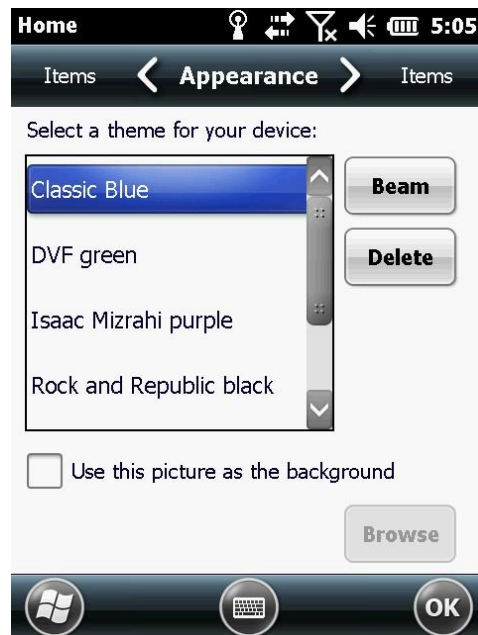 Home 5:05
Items Appearance Items
Select a theme for your device:
Classic Blue
Beam
DVF green
Delete
Isaac Mizrahi purple
Rock and Republic black
Use this picture as the background
Browse
OK